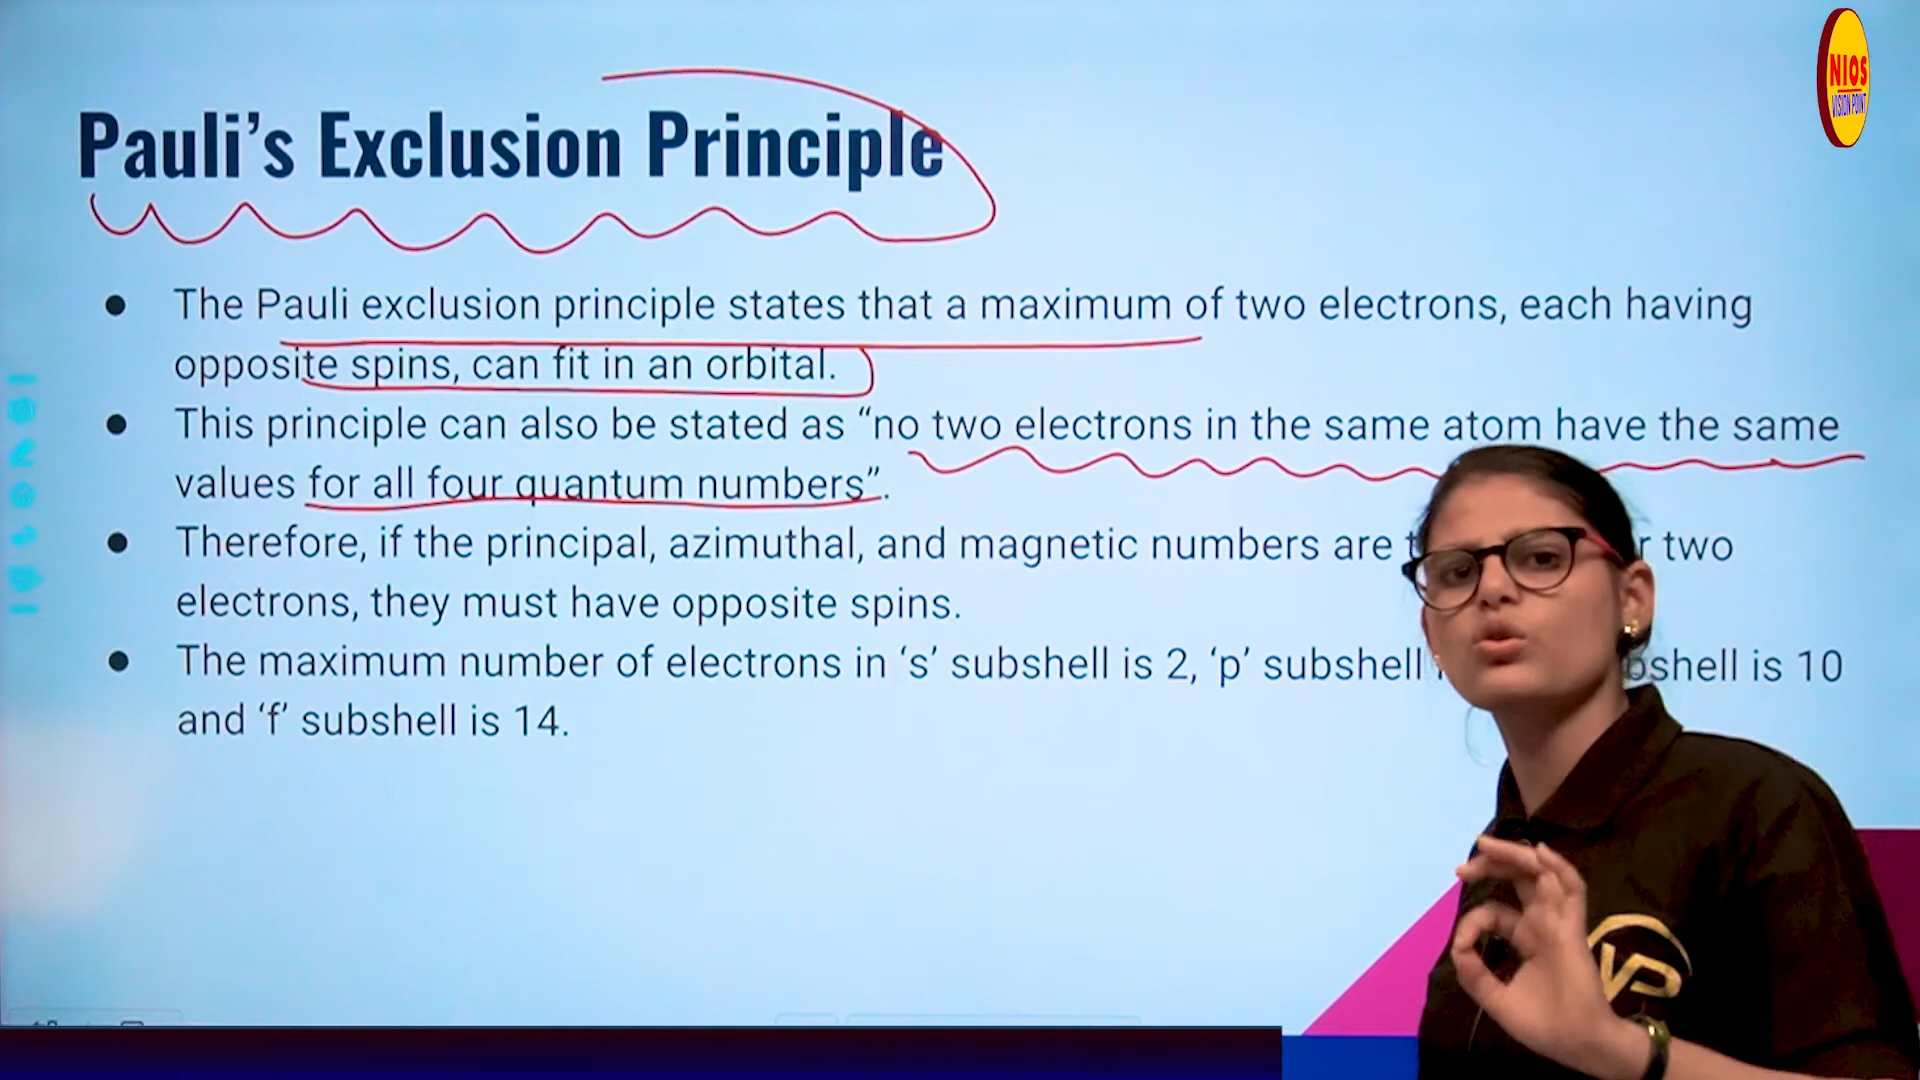 NIOS
VISION POINT
Pauli’s Exclusion Principle
● The Pauli exclusion principle states that a maximum of two electrons, each having
opposite spins, can fit in an orbital.
● This principle can also be stated as “no two electrons in the same atom have the same
values for all four quantum numbers”.
● Therefore, if the principal, azimuthal, and magnetic numbers are two
electrons, they must have opposite spins.
● The maximum number of electrons in ‘s’ subshell is 2, ‘p’ subshell is 10
and ‘f’ subshell is 14.
VP